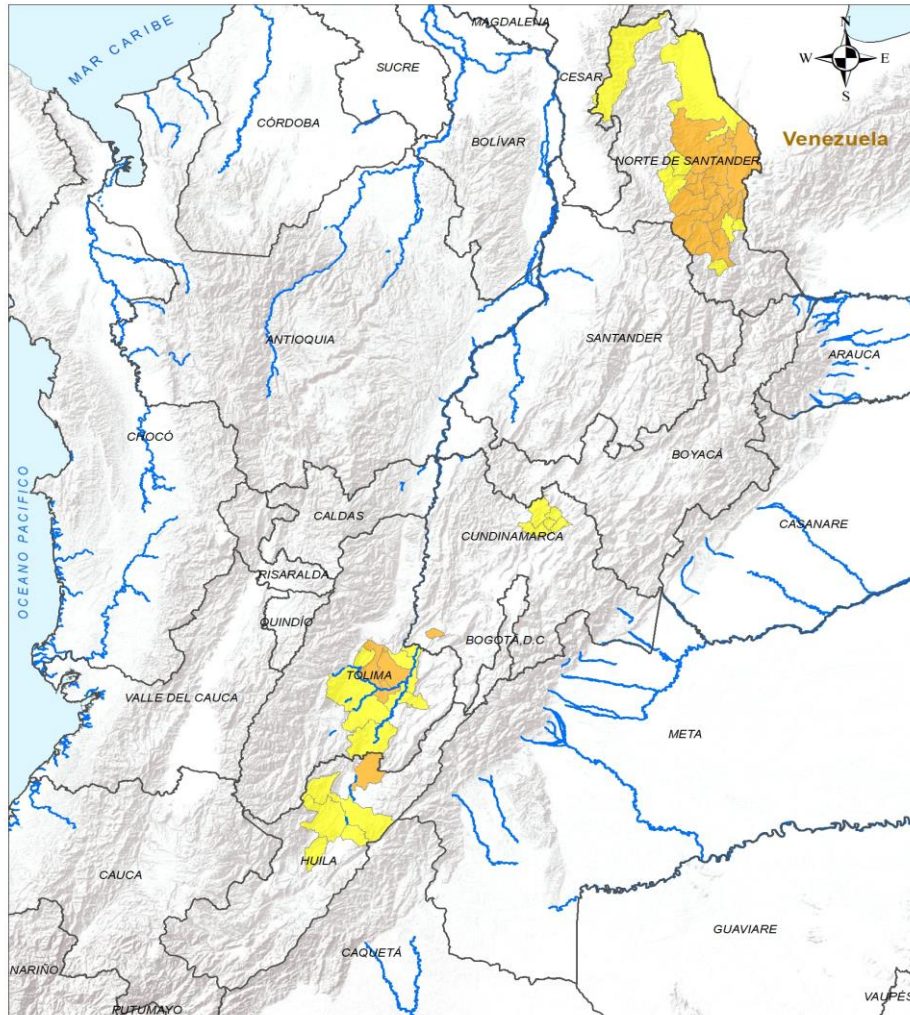 MAGDALENA
MAR CARIBE
N
W
E
S
SUCRE
CESAR
CÓRDOBA
BOLÍVAR
Venezuela
NORTE DE SANTANDER
ANTIOQUIA
SANTANDER
ARAUCA
CHOCÓ
BOYACÁ
OCEANO PACIFICO
CALDAS
CUNDINAMARCA
CASANARE
RISARALDA
QUINDÍO
BOGOTÁ,D.C
TOLIMA
VALLE DEL CAUCA
META
HUILA
CAUCA
GUAVIARE
CAQUETÁ
NARIÑO
VAUPÉS
PUTUMAYO